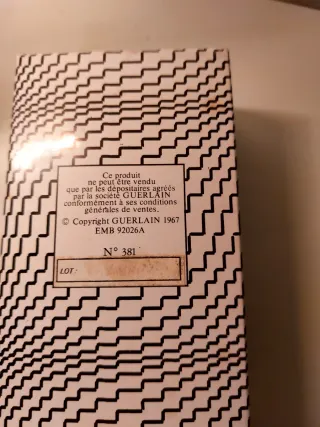 Ce produit
ne peut être vendu
que par les dépositaires agréés
par la société GUERLAIN
conformément à ses conditions
générales de ventes.
© Copyright GUERLAIN 1967
EMB 92026A
N° 381
LOT :